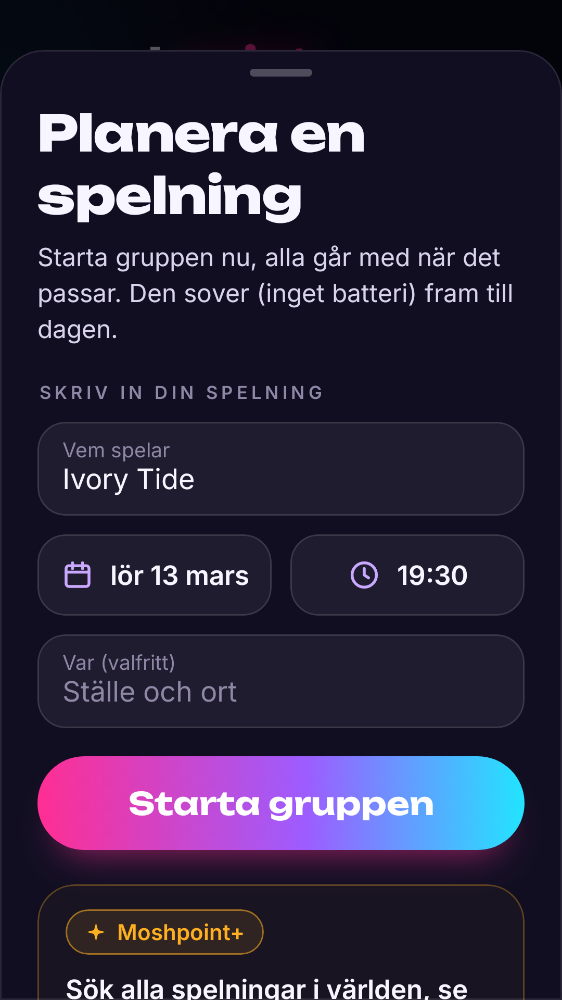 Planera en
spelning
Starta gruppen nu, alla går med när det
passar. Den sover (inget batteri) fram till
dagen.
SKRIV IN DIN SPELNING
Vem spelar
Ivory Tide
lör 13 mars
19:30
Var (valfritt)
Ställe och ort
Starta gruppen
Moshpoint+
Sök alla spelningar i världen, se